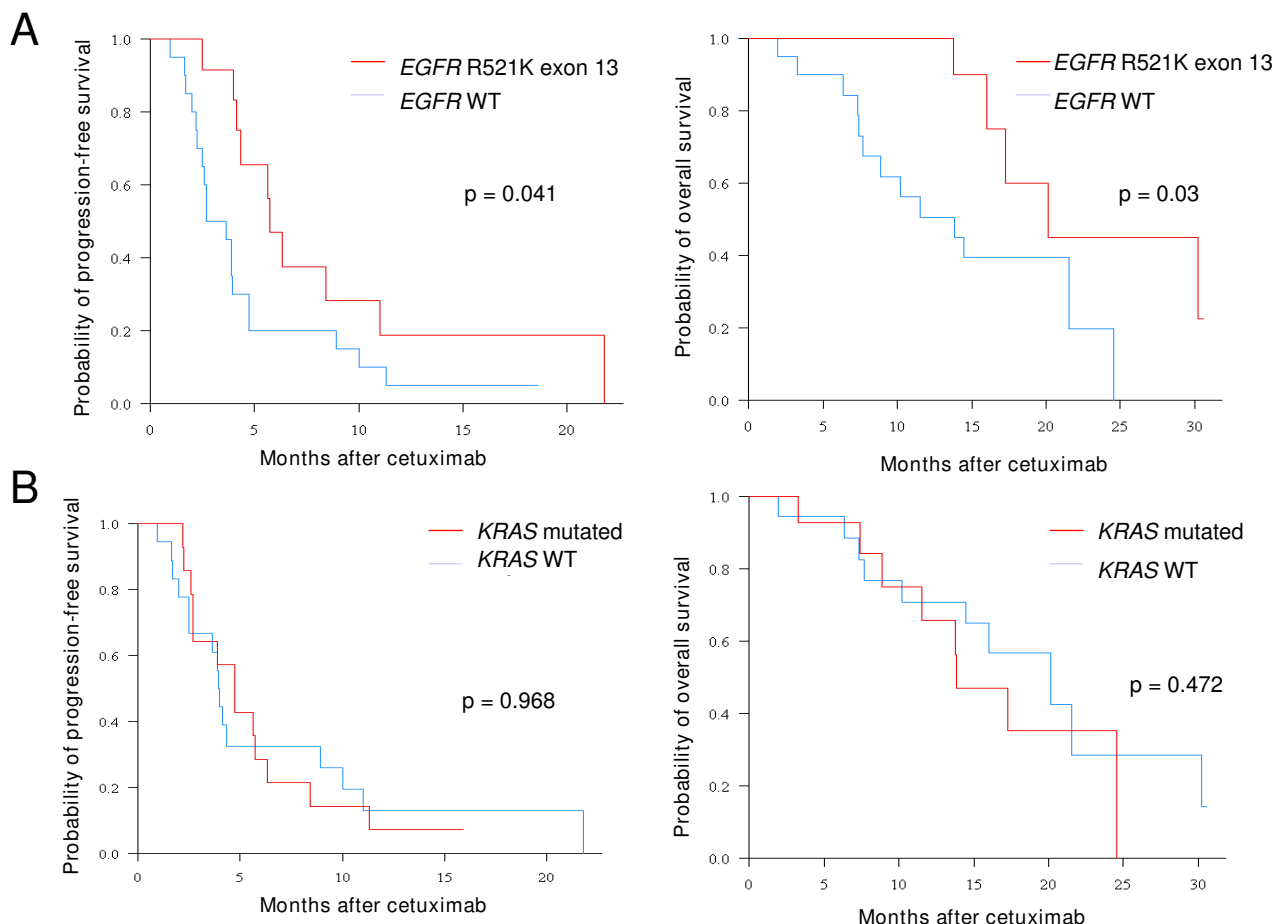 A
Probability of progression-free survival
1.0
0.8
0.6
0.4
0.2
0.0
0 5 10 15 20
Months after cetuximab
EGFR R521K exon 13
EGFR WT
p = 0.041
Probability of overall survival
1.0
0.8
0.6
0.4
0.2
0.0
0 5 10 15 20 25 30
Months after cetuximab
EGFR R521K exon 13
EGFR WT
p = 0.03
B
Probability of progression-free survival
1.0
0.8
0.6
0.4
0.2
0.0
0 5 10 15 20
Months after cetuximab
KRAS mutated
KRAS WT
p = 0.968
Probability of overall survival
1.0
0.8
0.6
0.4
0.2
0.0
0 5 10 15 20 25 30
Months after cetuximab
KRAS mutated
KRAS WT
p = 0.472